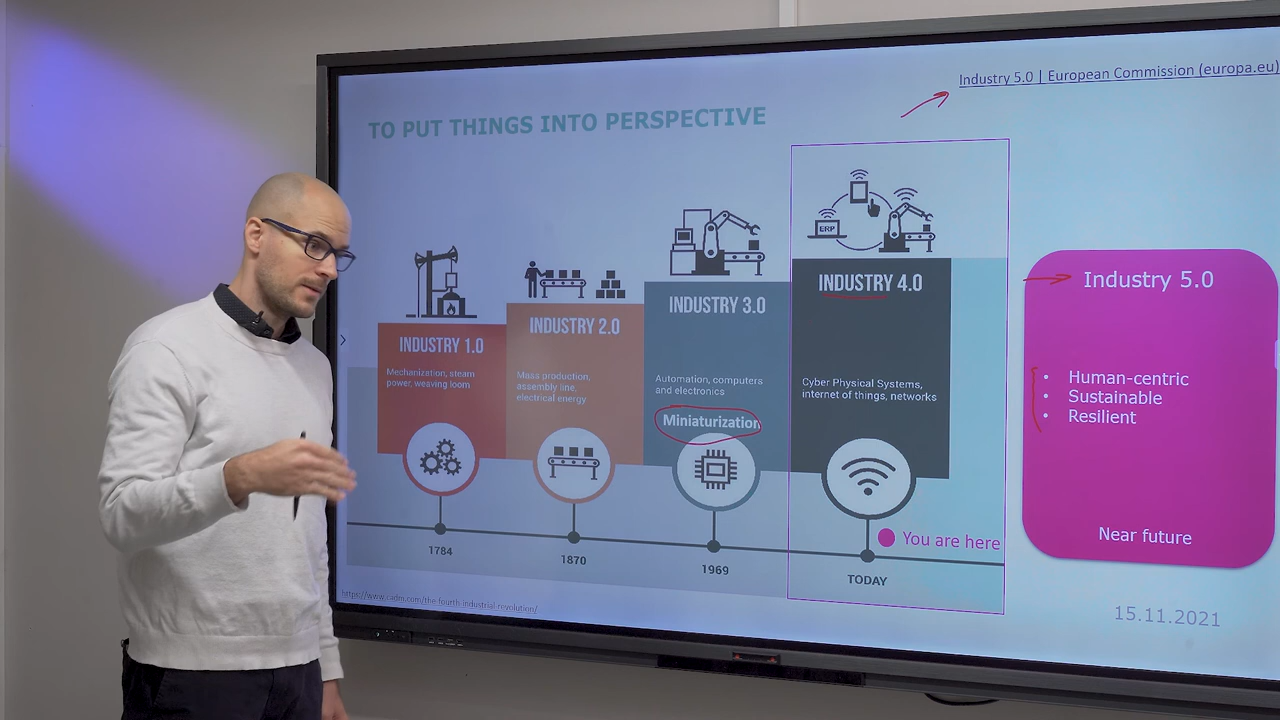 Industry 5.0 | European Commission (europa.eu)
TO PUT THINGS INTO PERSPECTIVE
INDUSTRY 1.0
Mechanization, steam
power, weaving loom
1784
INDUSTRY 2.0
Mass production,
assembly line,
electrical energy
1870
INDUSTRY 3.0
Automation, computers
and electronics
Miniaturization
1969
ERP
INDUSTRY 4.0
Cyber Physical Systems,
internet of things, networks
You are here
TODAY
Industry 5.0
• Human-centric
• Sustainable
• Resilient
Near future
15.11.2021